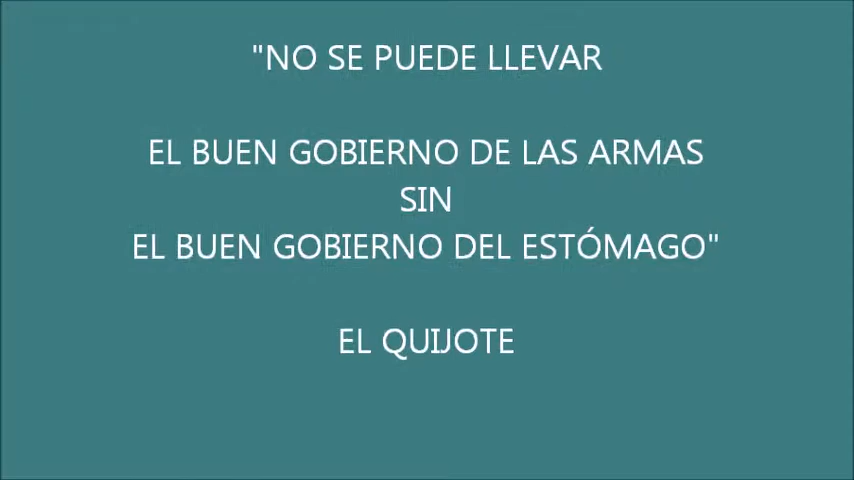 "NO SE PUEDE LLEVAR
EL BUEN GOBIERNO DE LAS ARMAS
SIN
EL BUEN GOBIERNO DEL ESTÓMAGO"
EL QUIJOTE